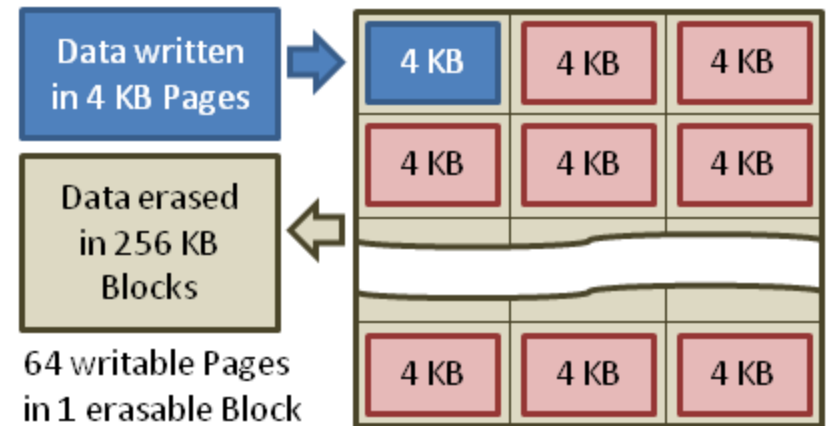 Data written
in 4 KB Pages
4 KB
4 KB
4 KB
4 KB
4 KB
4 KB
Data erased
in 256 KB
Blocks
64 writable Pages
in 1 erasable Block
4 KB
4 KB
4 KB